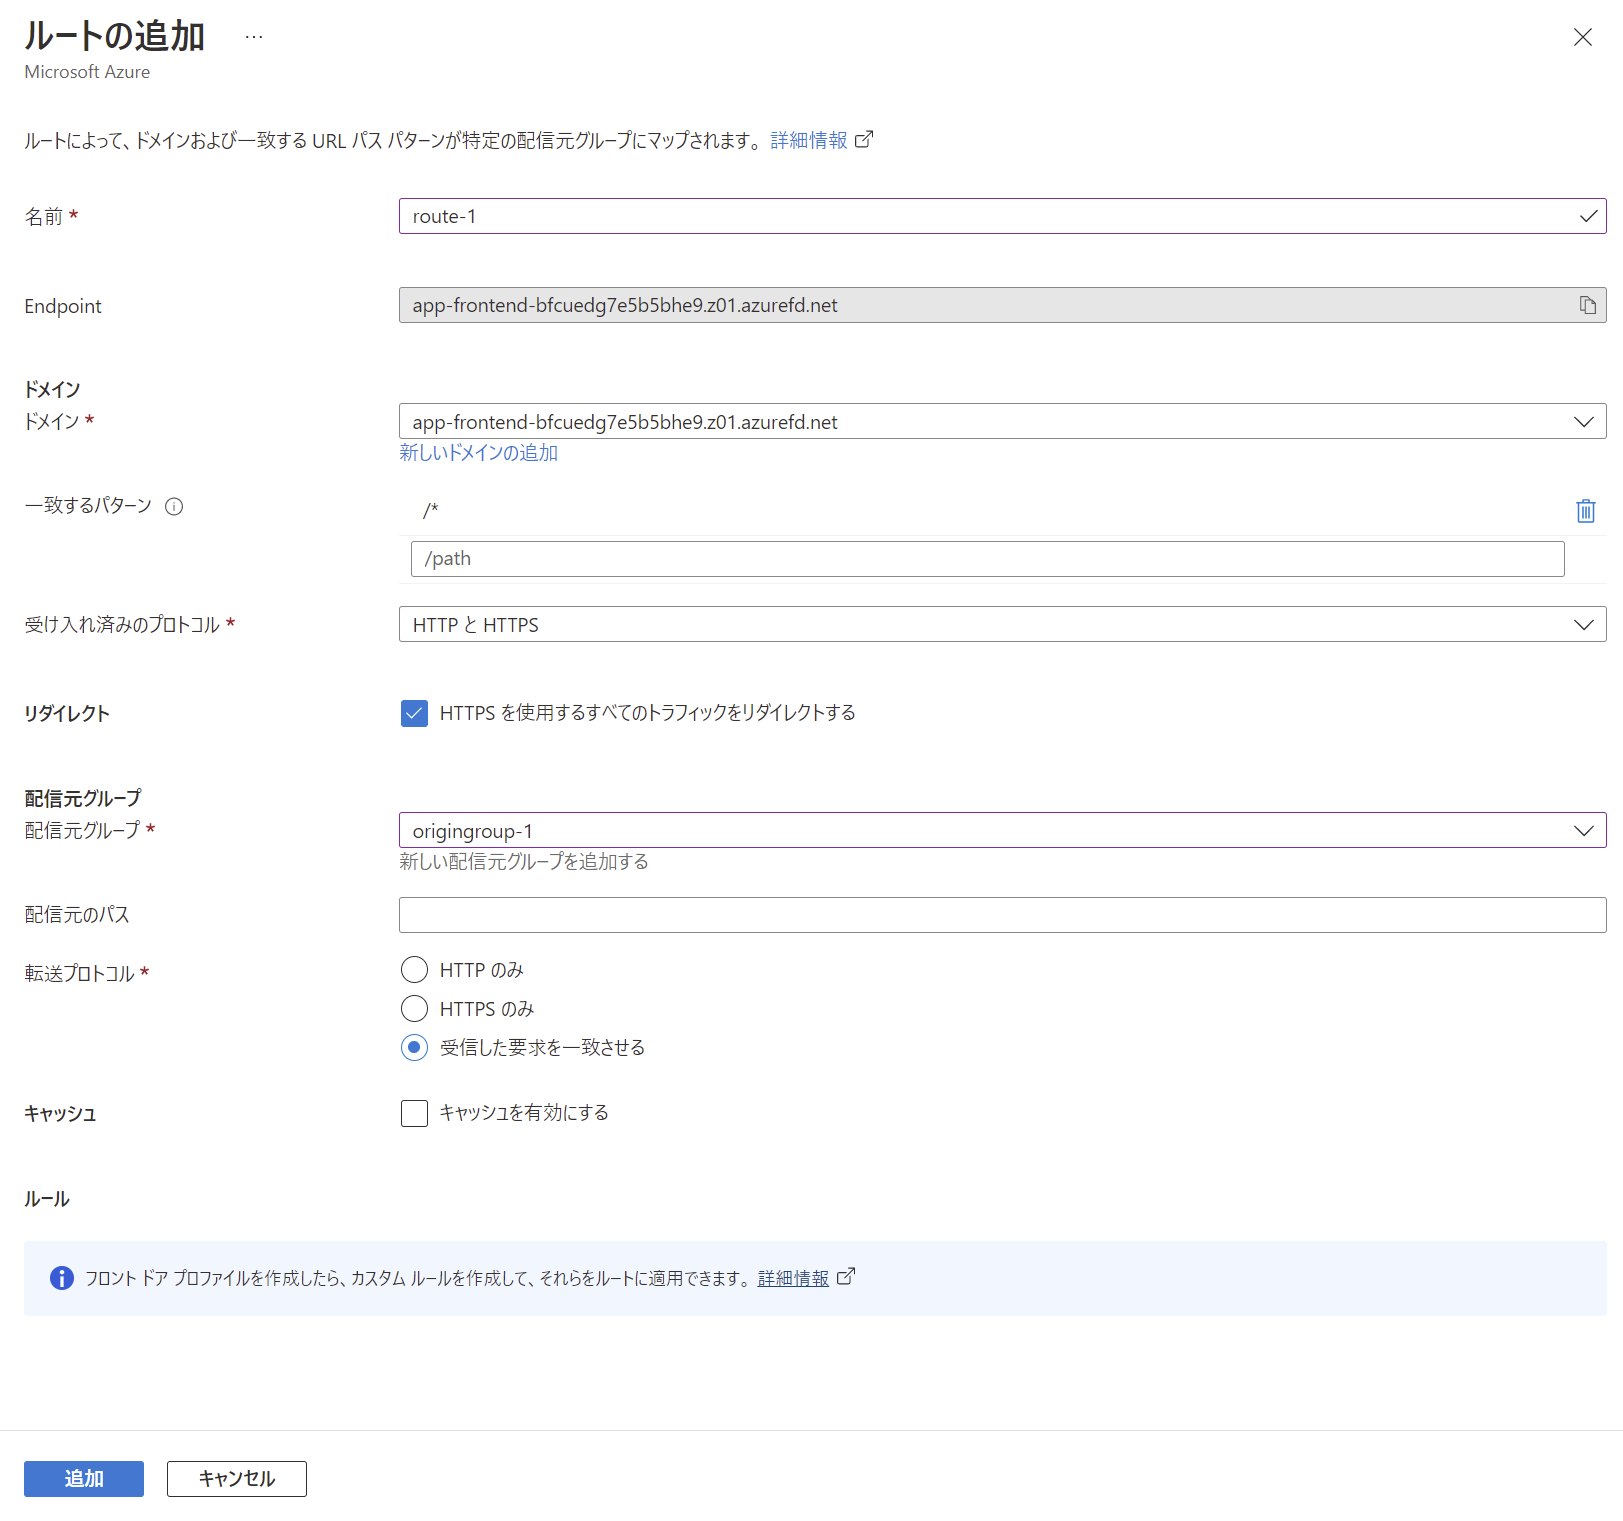 ルートの追加 …
Microsoft Azure
ルートによって、ドメインおよび一致する URL パス パターンが特定の配信元グループにマップされます。 詳細情報
名前 * route-1
Endpoint app-frontend-bfcuedg7e5b5bhe9.z01.azurefd.net
ドメイン
ドメイン * app-frontend-bfcuedg7e5b5bhe9.z01.azurefd.net
新しいドメインの追加
一致するパターン /*
/path
受け入れ済みのプロトコル * HTTP と HTTPS
リダイレクト HTTPS を使用するすべてのトラフィックをリダイレクトする
配信元グループ
配信元グループ * origingroup-1
新しい配信元グループを追加する
配信元のパス
転送プロトコル * HTTP のみ
HTTPS のみ
受信した要求を一致させる
キャッシュ キャッシュを有効にする
ルール
フロント ドア プロファイルを作成したら、カスタム ルールを作成して、それらをルートに適用できます。 詳細情報
追加 キャンセル